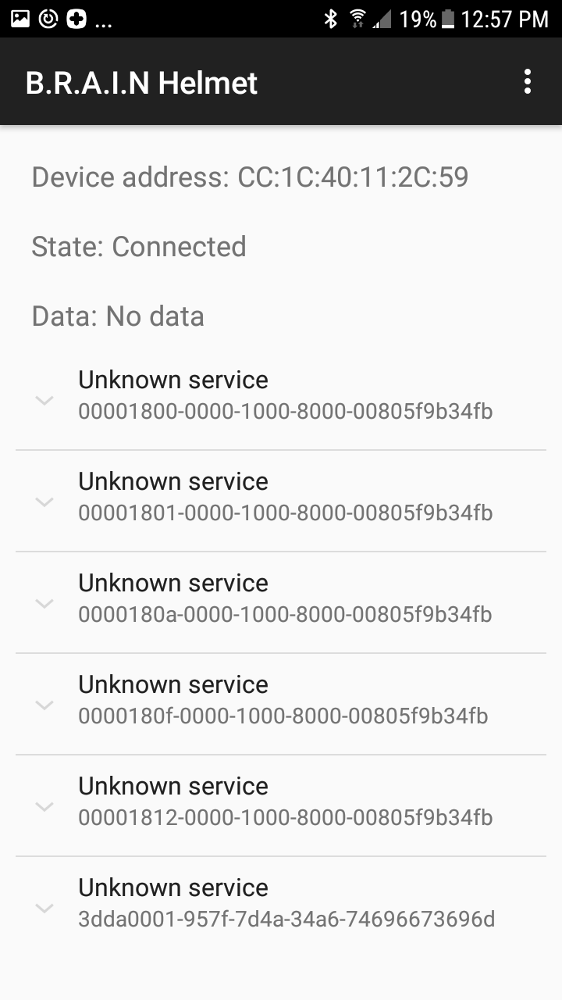 ... 19% 12:57 PM
B.R.A.I.N Helmet
Device address: CC:1C:40:11:2C:59
State: Connected
Data: No data
Unknown service
00001800-0000-1000-8000-00805f9b34fb
Unknown service
00001801-0000-1000-8000-00805f9b34fb
Unknown service
0000180a-0000-1000-8000-00805f9b34fb
Unknown service
0000180f-0000-1000-8000-00805f9b34fb
Unknown service
00001812-0000-1000-8000-00805f9b34fb
Unknown service
3dda0001-957f-7d4a-34a6-74696673696d